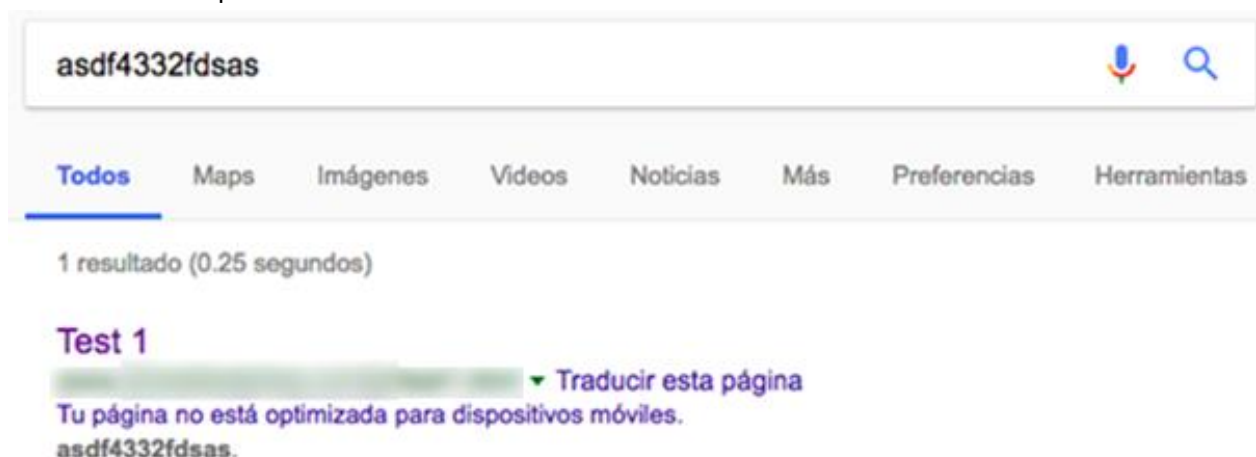 asdf4332fdsas
Todos Maps Imágenes Videos Noticias Más Preferencias Herramientas
1 resultado (0.25 segundos)
Test 1
Traducir esta página
Tu página no está optimizada para dispositivos móviles.
asdf4332fdsas.